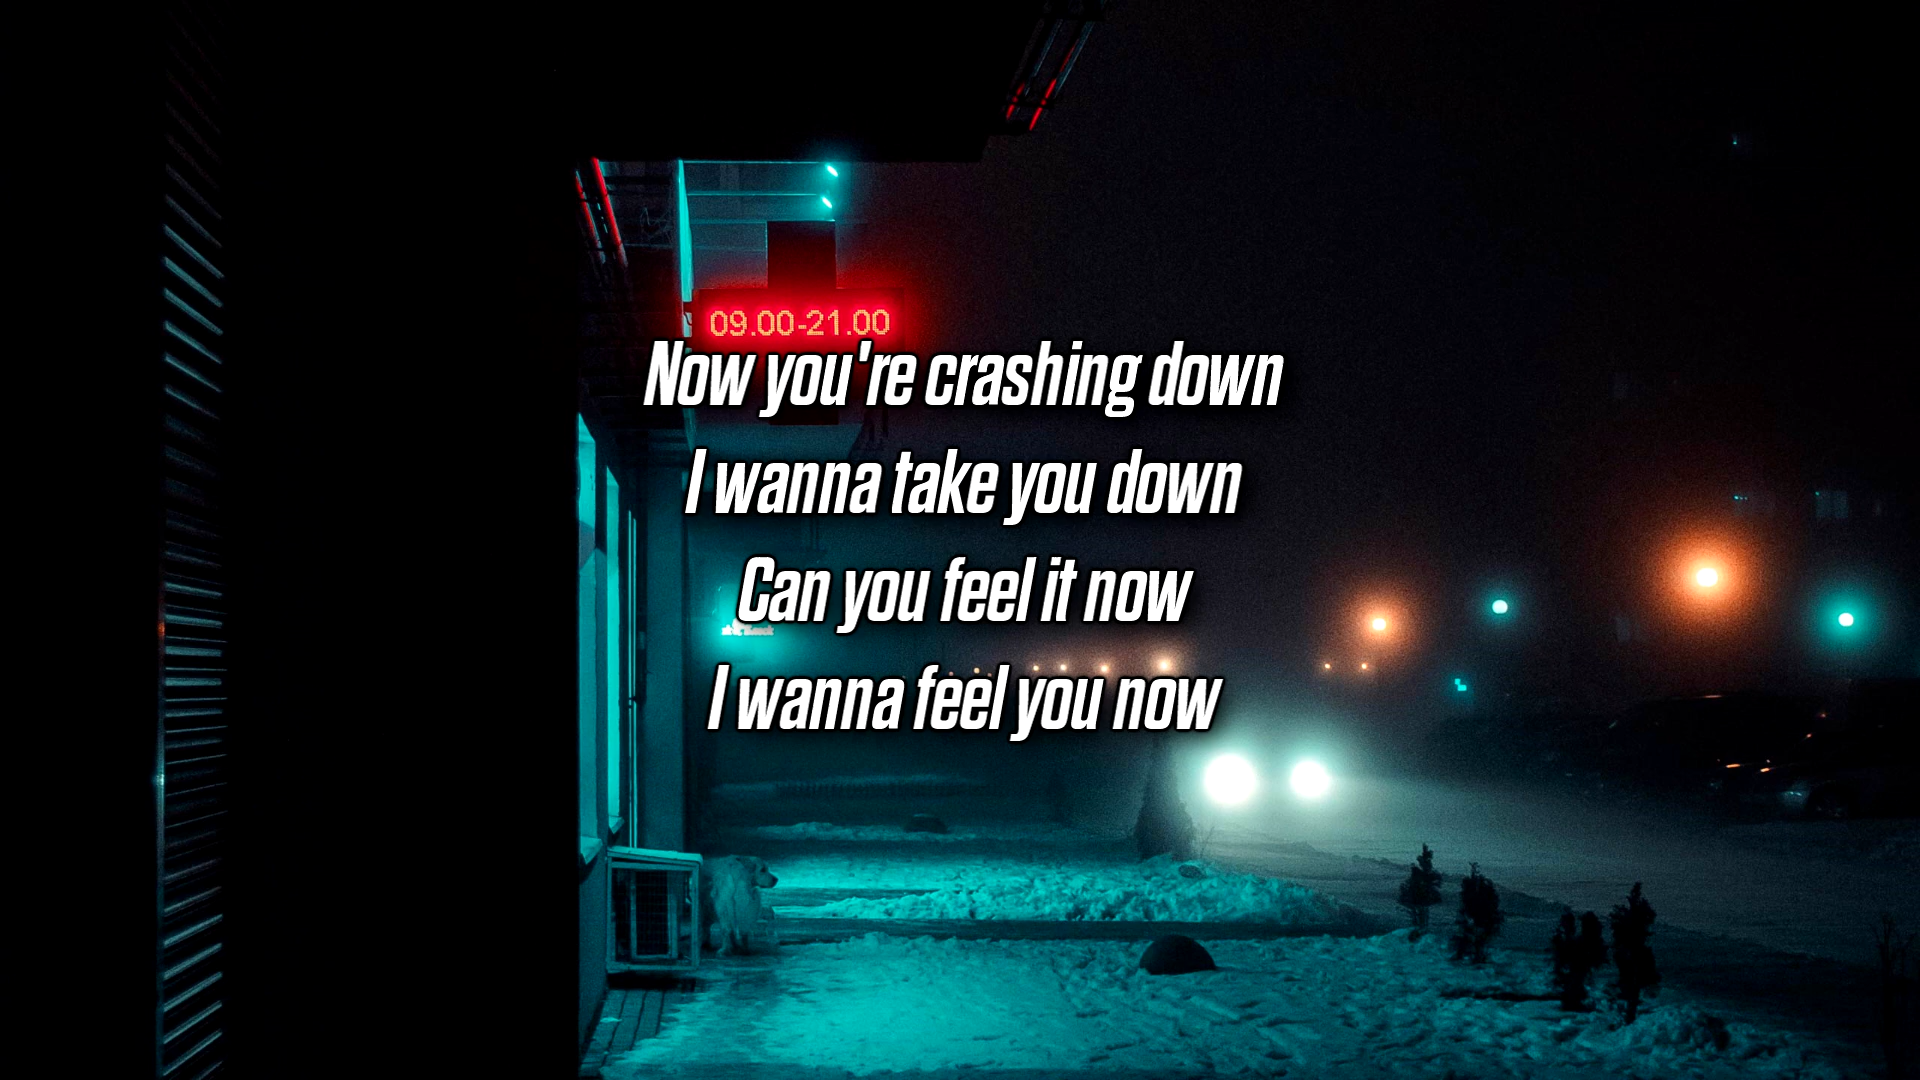 09.00-21.00
Now you're crashing down
I wanna take you down
Can you feel it now
I wanna feel you now